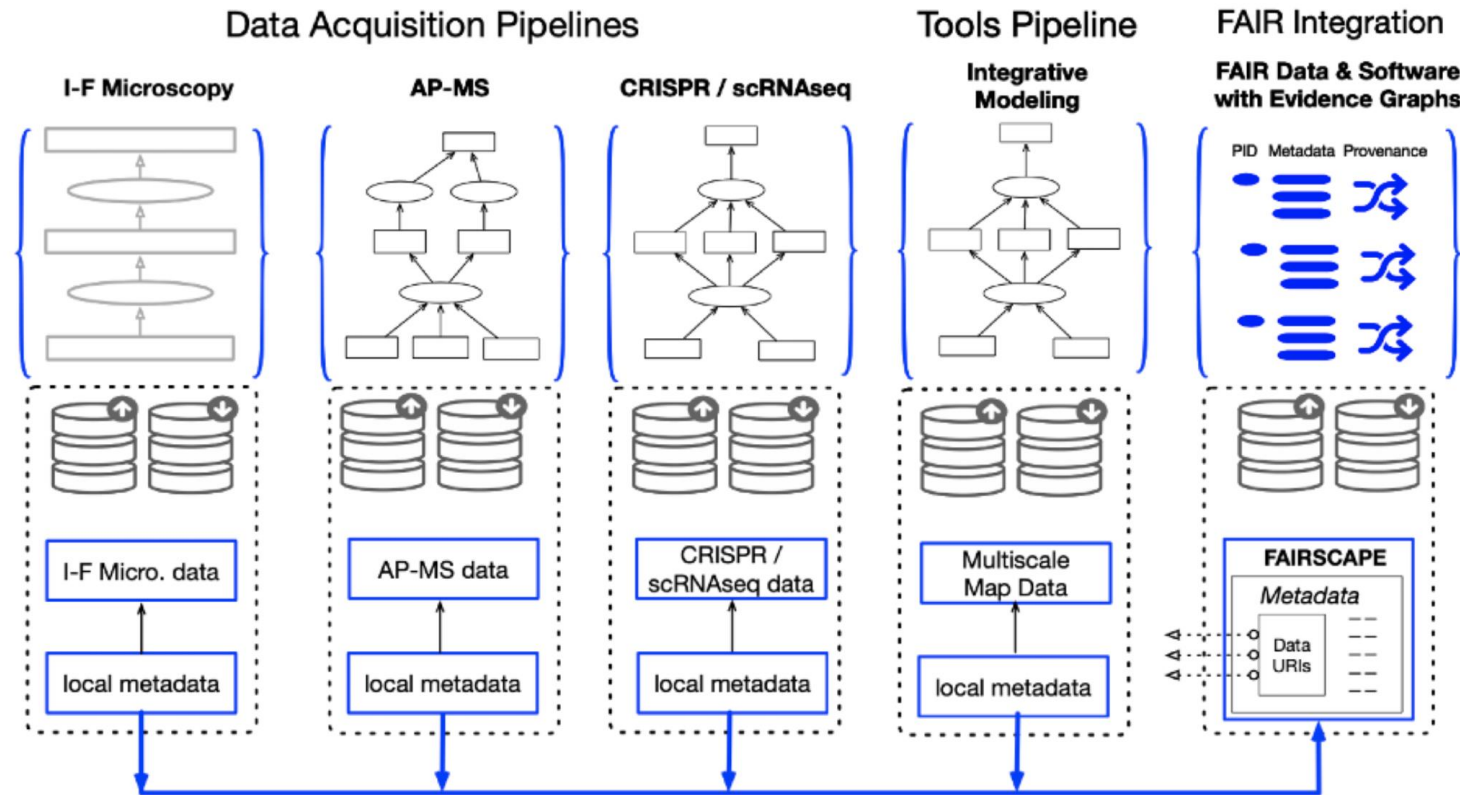 Data Acquisition Pipelines
Tools Pipeline
FAIR Integration
I-F Microscopy
AP-MS
CRISPR / scRNAseq
Integrative
Modeling
FAIR Data & Software
with Evidence Graphs
PID Metadata Provenance
I-F Micro. data
AP-MS data
CRISPR /
scRNAseq data
Multiscale
Map Data
FAIRSCAPE
Metadata
Data
URIs
local metadata
local metadata
local metadata
local metadata